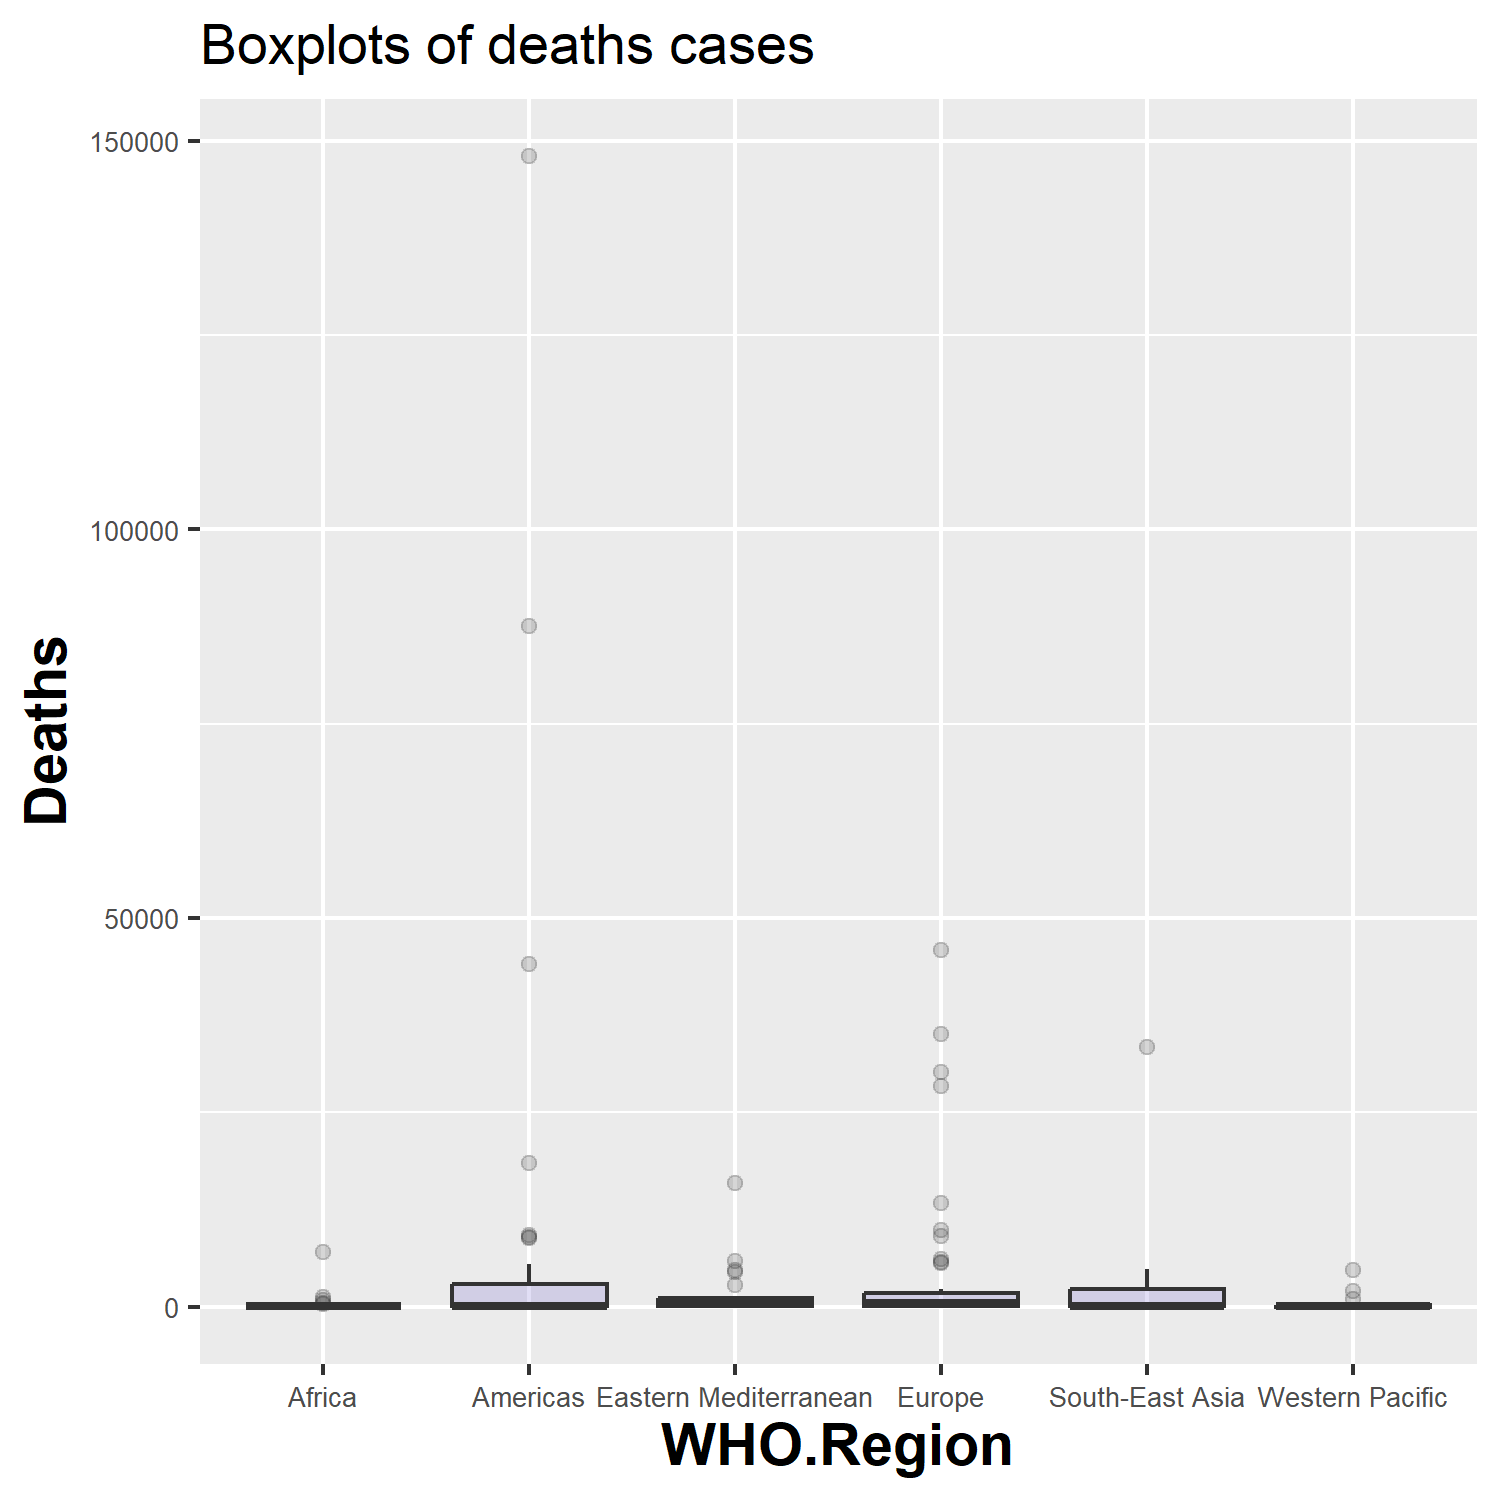 Boxplots of deaths cases
150000
100000
50000
0
Deaths
Africa
Americas
Eastern Mediterranean
Europe
South-East Asia
Western Pacific
WHO.Region